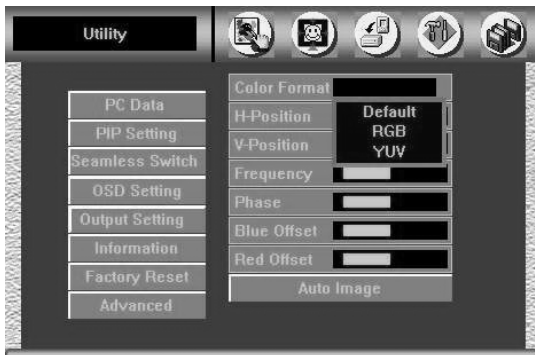 Utility
PC Data
PIP Setting
Seamless Switch
OSD Setting
Output Setting
Information
Factory Reset
Advanced
Color Format
H-Position
V-Position
Frequency
Phase
Blue Offset
Red Offset
Auto Image
Default
RGB
YUV